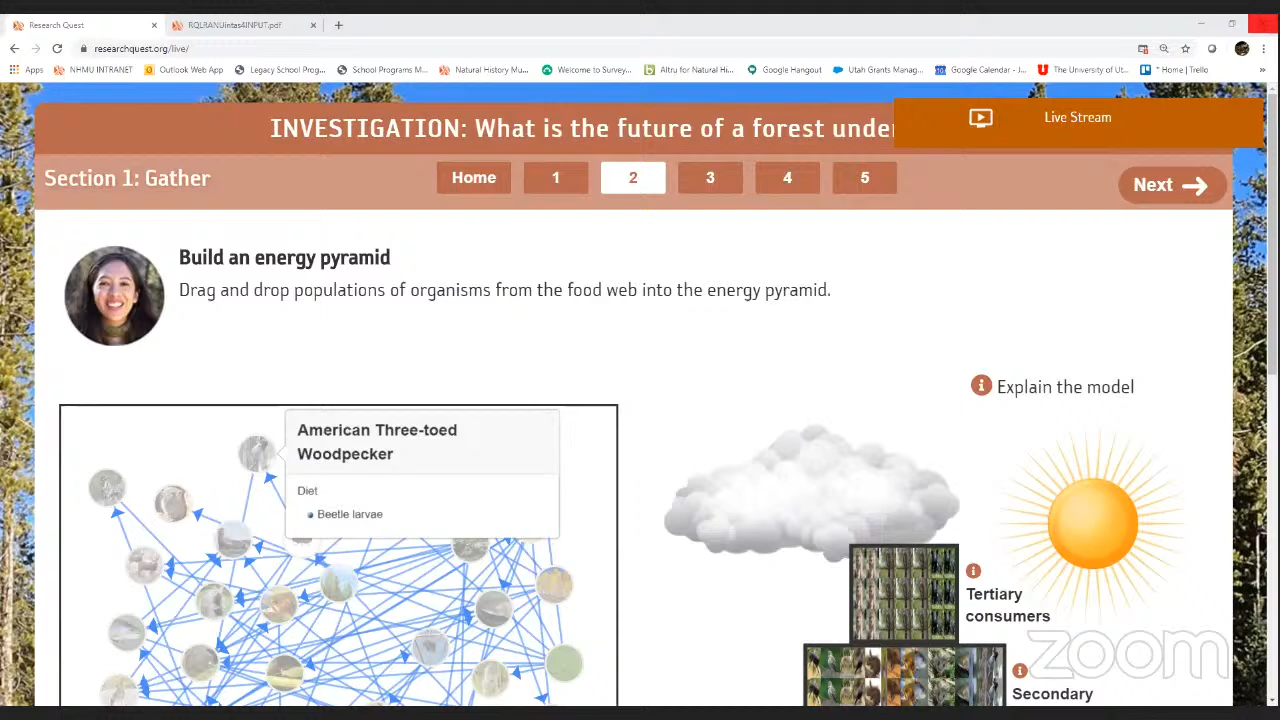 Research Quest
RQLRANUintas4INPUT.pdf
researchquest.org/live/
Apps
NHMU INTRANET
Outlook Web App
Legacy School Prog...
School Programs M...
Natural History Mu...
Welcome to Survey...
Altru for Natural Hi...
Google Hangout
Utah Grants Manag...
Google Calendar - J...
The University of Ut...
* Home | Trello
INVESTIGATION: What is the future of a forest under
Live Stream
Section 1: Gather
Home
1
2
3
4
5
Next
Build an energy pyramid
Drag and drop populations of organisms from the food web into the energy pyramid.
Explain the model
American Three-toed
Woodpecker
Diet
Beetle larvae
Tertiary
consumers
Secondary
zoom